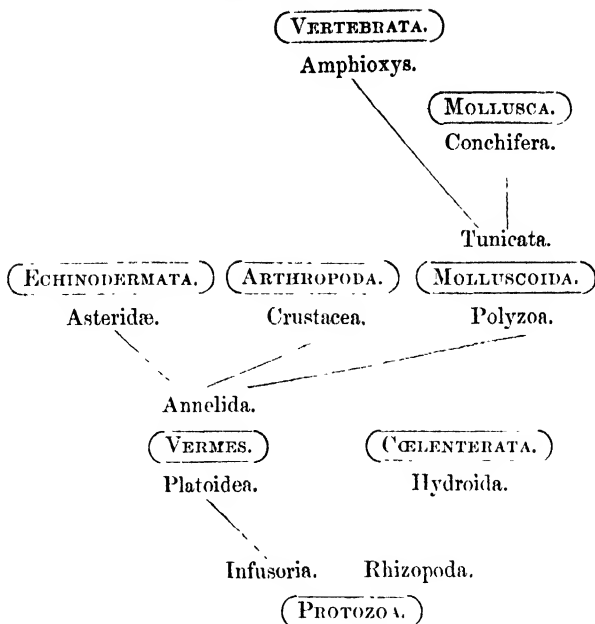 VERTEBRATA.
Amphioxys.
MOLLUSCA.
Conchifera.
Tunicata.
ECHINODERMATA. ARTHROPODA. MOLLUSCOIDA.
Asteridæ. Crustacea. Polyzoa.
Annelida.
VERMES. CŒLENTERATA.
Platoidea. Hydroida.
Infusoria. Rhizopoda.
PROTOZOA.